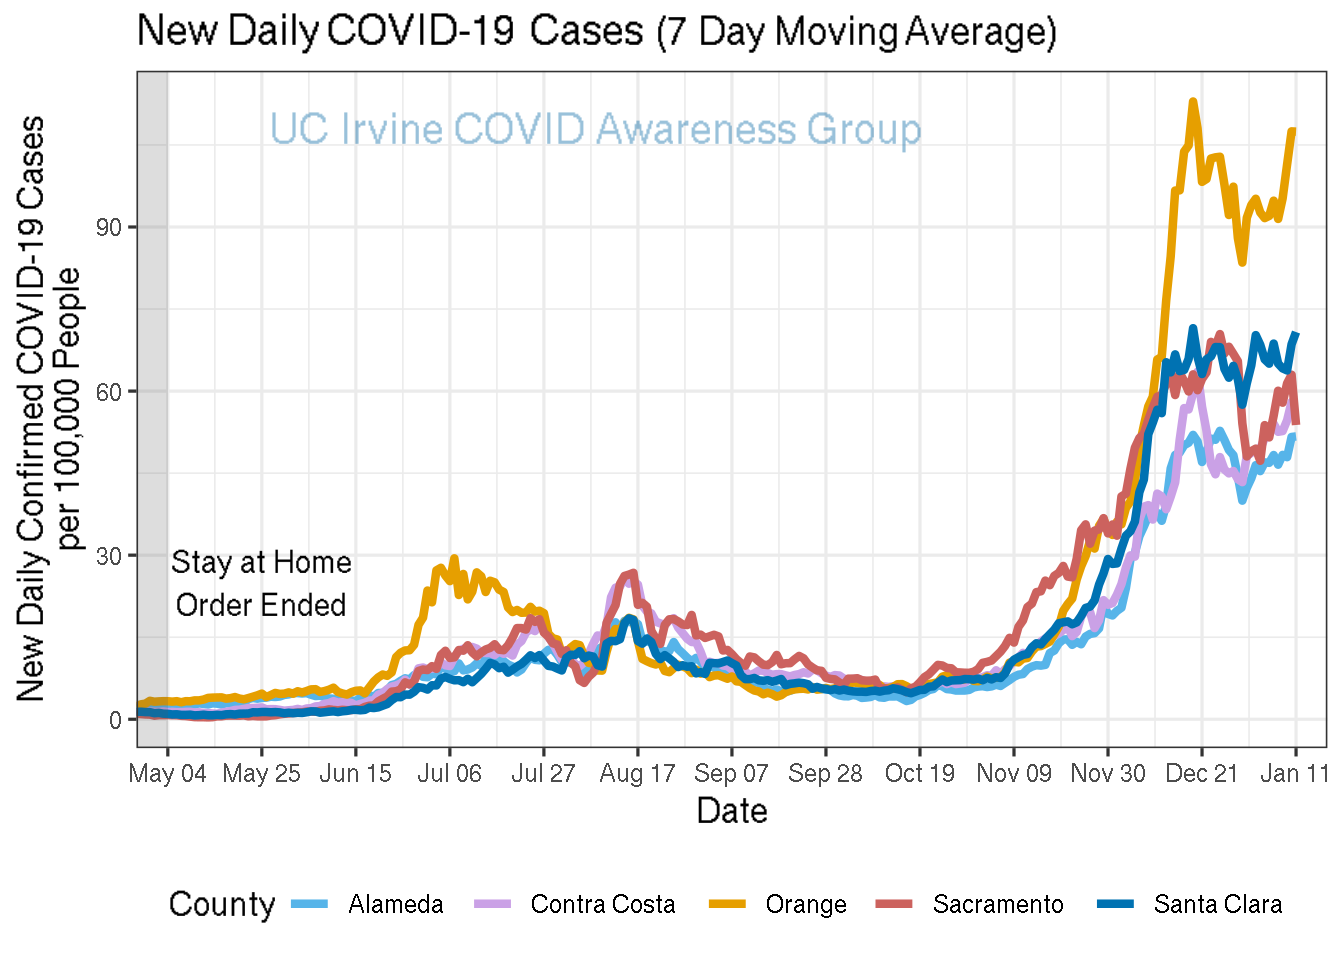 New Daily COVID-19 Cases (7 Day Moving Average)
UC Irvine COVID Awareness Group
New Daily Confirmed COVID-19 Cases
per 100,000 People
90
60
30
0
Stay at Home
Order Ended
May 04 May 25 Jun 15 Jul 06 Jul 27 Aug 17 Sep 07 Sep 28 Oct 19 Nov 09 Nov 30 Dec 21 Jan 11
Date
County Alameda Contra Costa Orange Sacramento Santa Clara